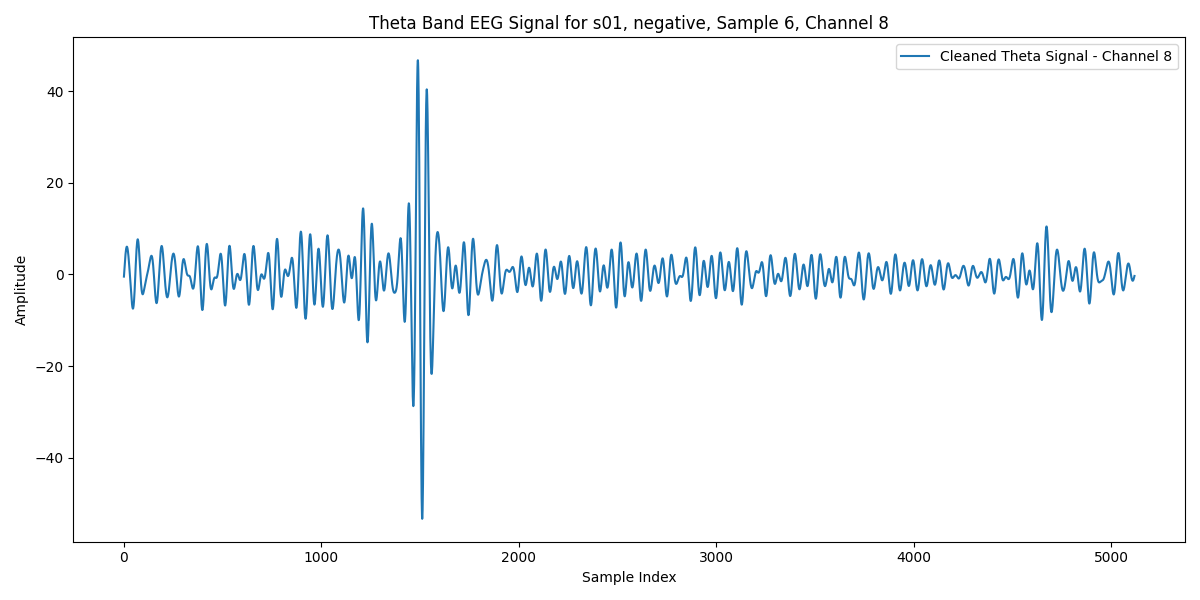 Theta Band EEG Signal for s01, negative, Sample 6, Channel 8
Cleaned Theta Signal - Channel 8
Amplitude
40
20
0
−20
−40
0 1000 2000 3000 4000 5000
Sample Index